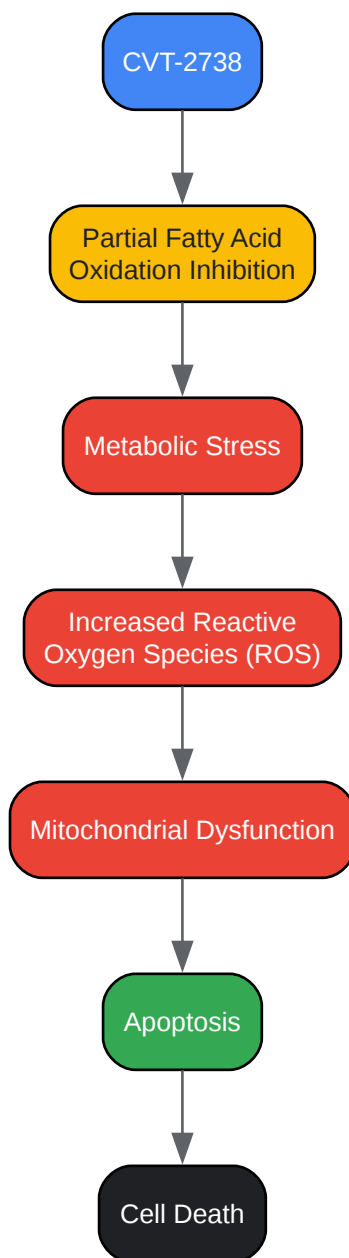 CVT-2738
Partial Fatty Acid
Oxidation Inhibition
Metabolic Stress
Increased Reactive
Oxygen Species (ROS)
Mitochondrial Dysfunction
Apoptosis
Cell Death